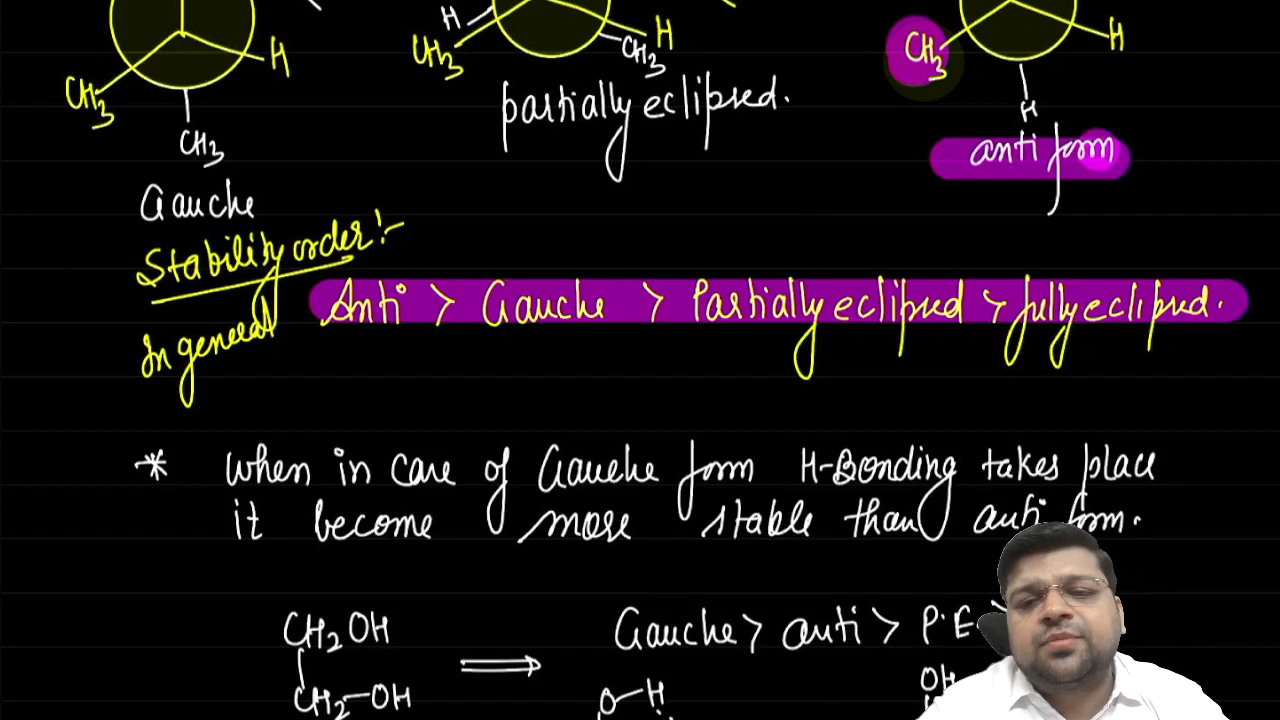 H
CH3 H CH3 H CH3 H
CH3
partially eclipsed.
H
anti form
CH3
Gauche
Stability order :-
In general Anti > Gauche > Partially eclipsed > fully eclipsed.
* When in case of Gauche form H-Bonding takes place
it become more stable than anti form.
CH2 OH Gauche > anti > P.E
CH2-OH O-H OH